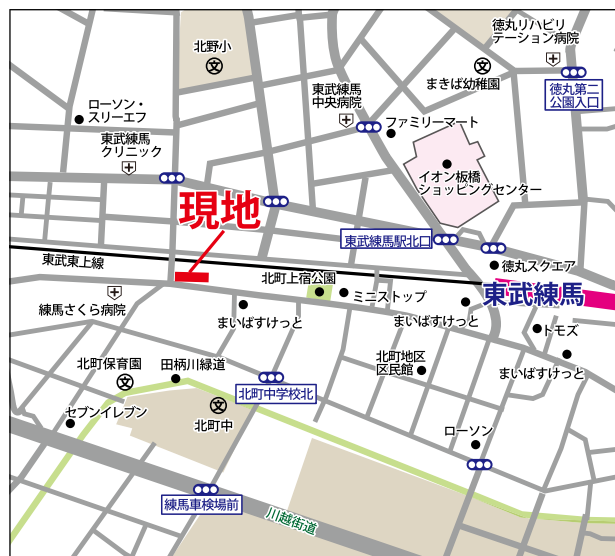 北野小
徳丸リハビリ
テーション病院
ローソン・
スリーエフ
東武練馬
中央病院
まきば幼稚園
徳丸第二
公園入口
東武練馬
クリニック
ファミリーマート
イオン板橋
ショッピングセンター
現地
東武練馬駅北口
東武東上線
徳丸スクエア
北町上宿公園
東武練馬
練馬さくら病院
ミニストップ
まいばすけっと
まいばすけっと
トモズ
北町保育園
田柄川緑道
北町地区
区民館
まいばすけっと
北町中学校北
セブンイレブン
北町中
ローソン
練馬車検場前
川越街道